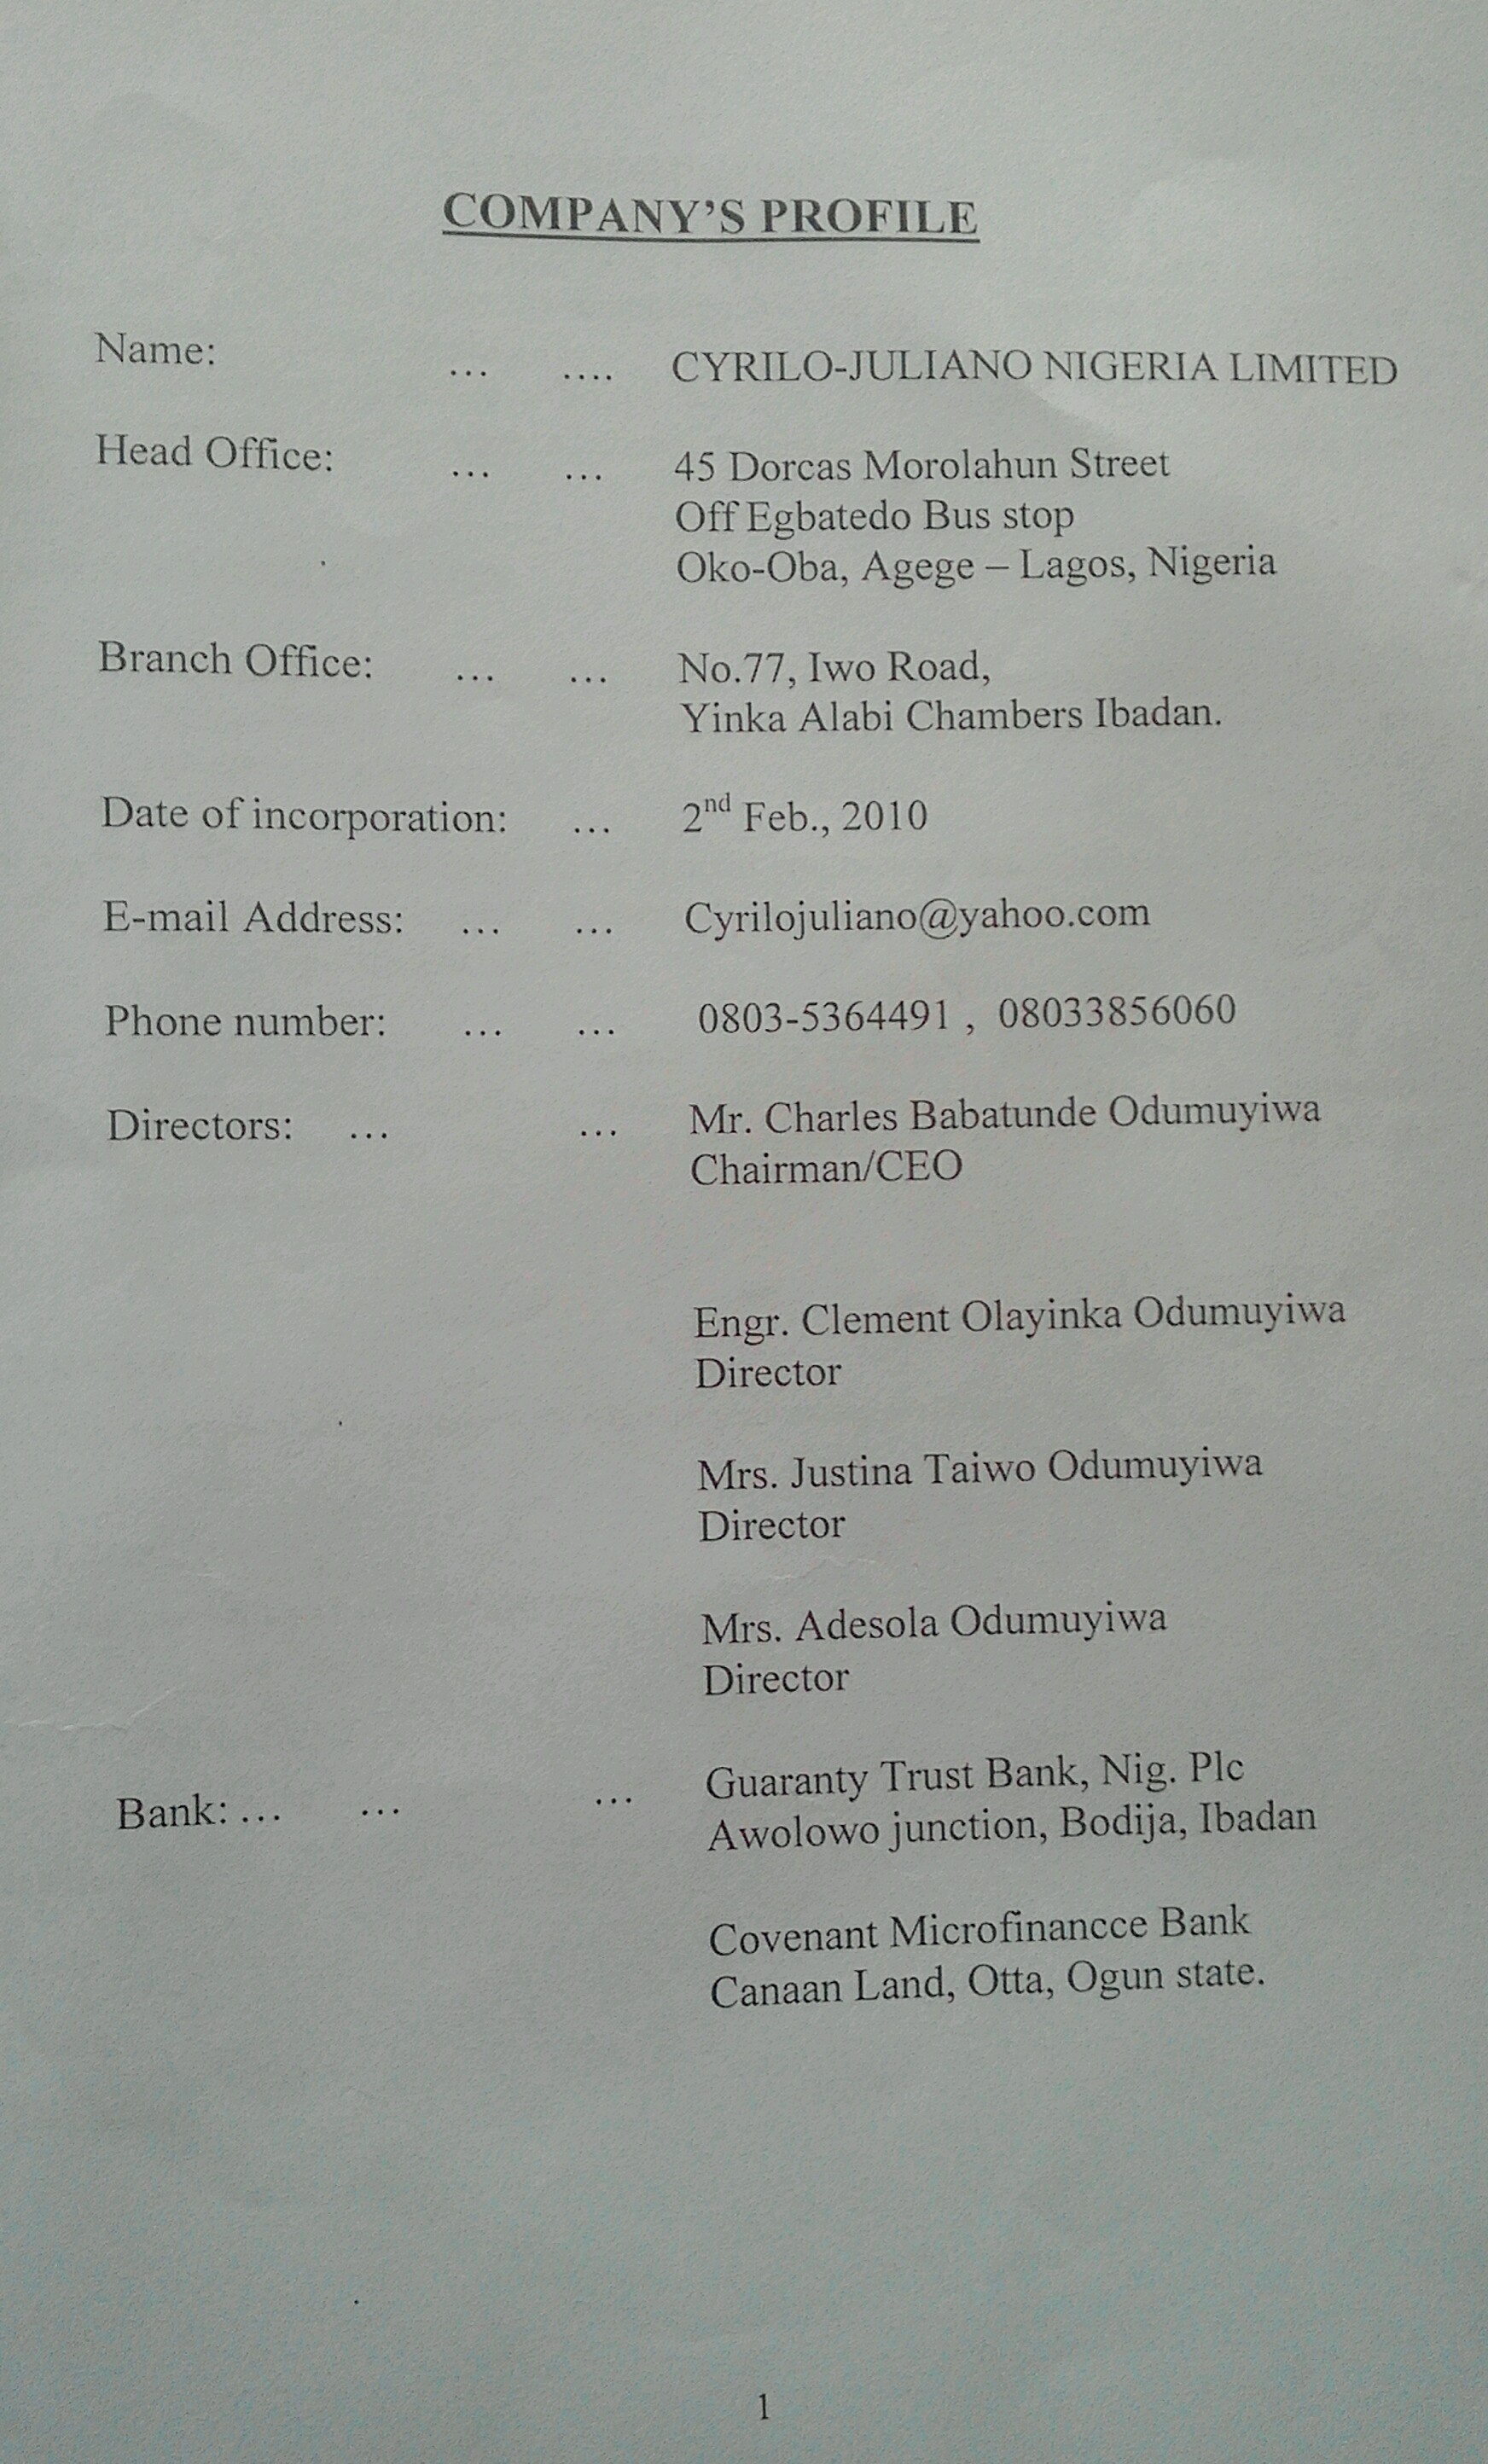 COMPANY'S PROFILE
Name: ... .... CYRILO-JULIANO NIGERIA LIMITED
Head Office: ... ... 45 Dorcas Morolahun Street
Off Egbatedo Bus stop
Oko-Oba, Agege – Lagos, Nigeria
Branch Office: ... ... No.77, Iwo Road,
Yinka Alabi Chambers Ibadan.
Date of incorporation: ... 2nd Feb., 2010
E-mail Address: ... ... Cyrilojuliano@yahoo.com
Phone number: ... ... 0803-5364491 , 08033856060
Directors: ... ... Mr. Charles Babatunde Odumuyiwa
Chairman/CEO
Engr. Clement Olayinka Odumuyiwa
Director
Mrs. Justina Taiwo Odumuyiwa
Director
Mrs. Adesola Odumuyiwa
Director
Bank: ... ... ... Guaranty Trust Bank, Nig. Plc
Awolowo junction, Bodija, Ibadan
Covenant Microfinancce Bank
Canaan Land, Otta, Ogun state.
1